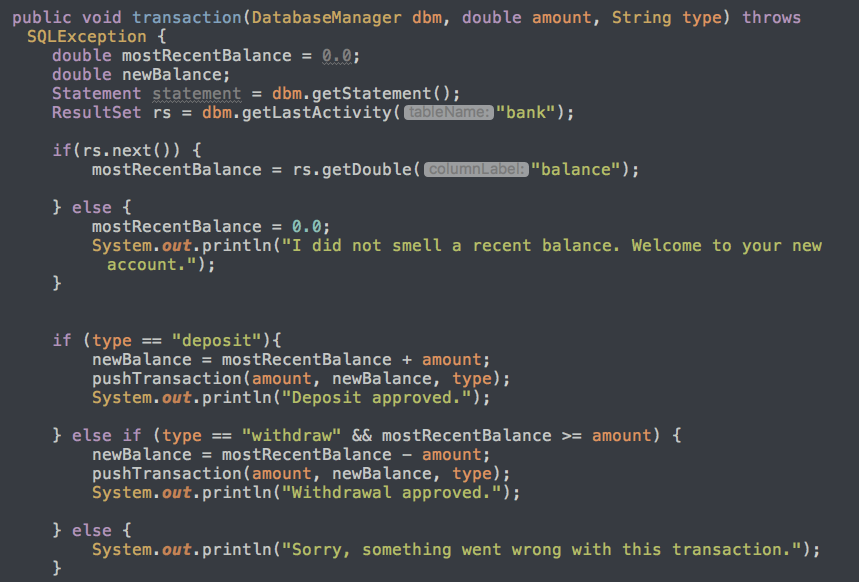 public void transaction(DatabaseManager dbm, double amount, String type) throws
SQLException {
double mostRecentBalance = 0.0;
double newBalance;
Statement statement = dbm.getStatement();
ResultSet rs = dbm.getLastActivity( tableName: "bank");
if(rs.next()) {
mostRecentBalance = rs.getDouble( columnLabel: "balance");
} else {
mostRecentBalance = 0.0;
System.out.println("I did not smell a recent balance. Welcome to your new
account.");
}
if (type == "deposit"){
newBalance = mostRecentBalance + amount;
pushTransaction(amount, newBalance, type);
System.out.println("Deposit approved.");
} else if (type == "withdraw" && mostRecentBalance >= amount) {
newBalance = mostRecentBalance - amount;
pushTransaction(amount, newBalance, type);
System.out.println("Withdrawal approved.");
} else {
System.out.println("Sorry, something went wrong with this transaction.");
}